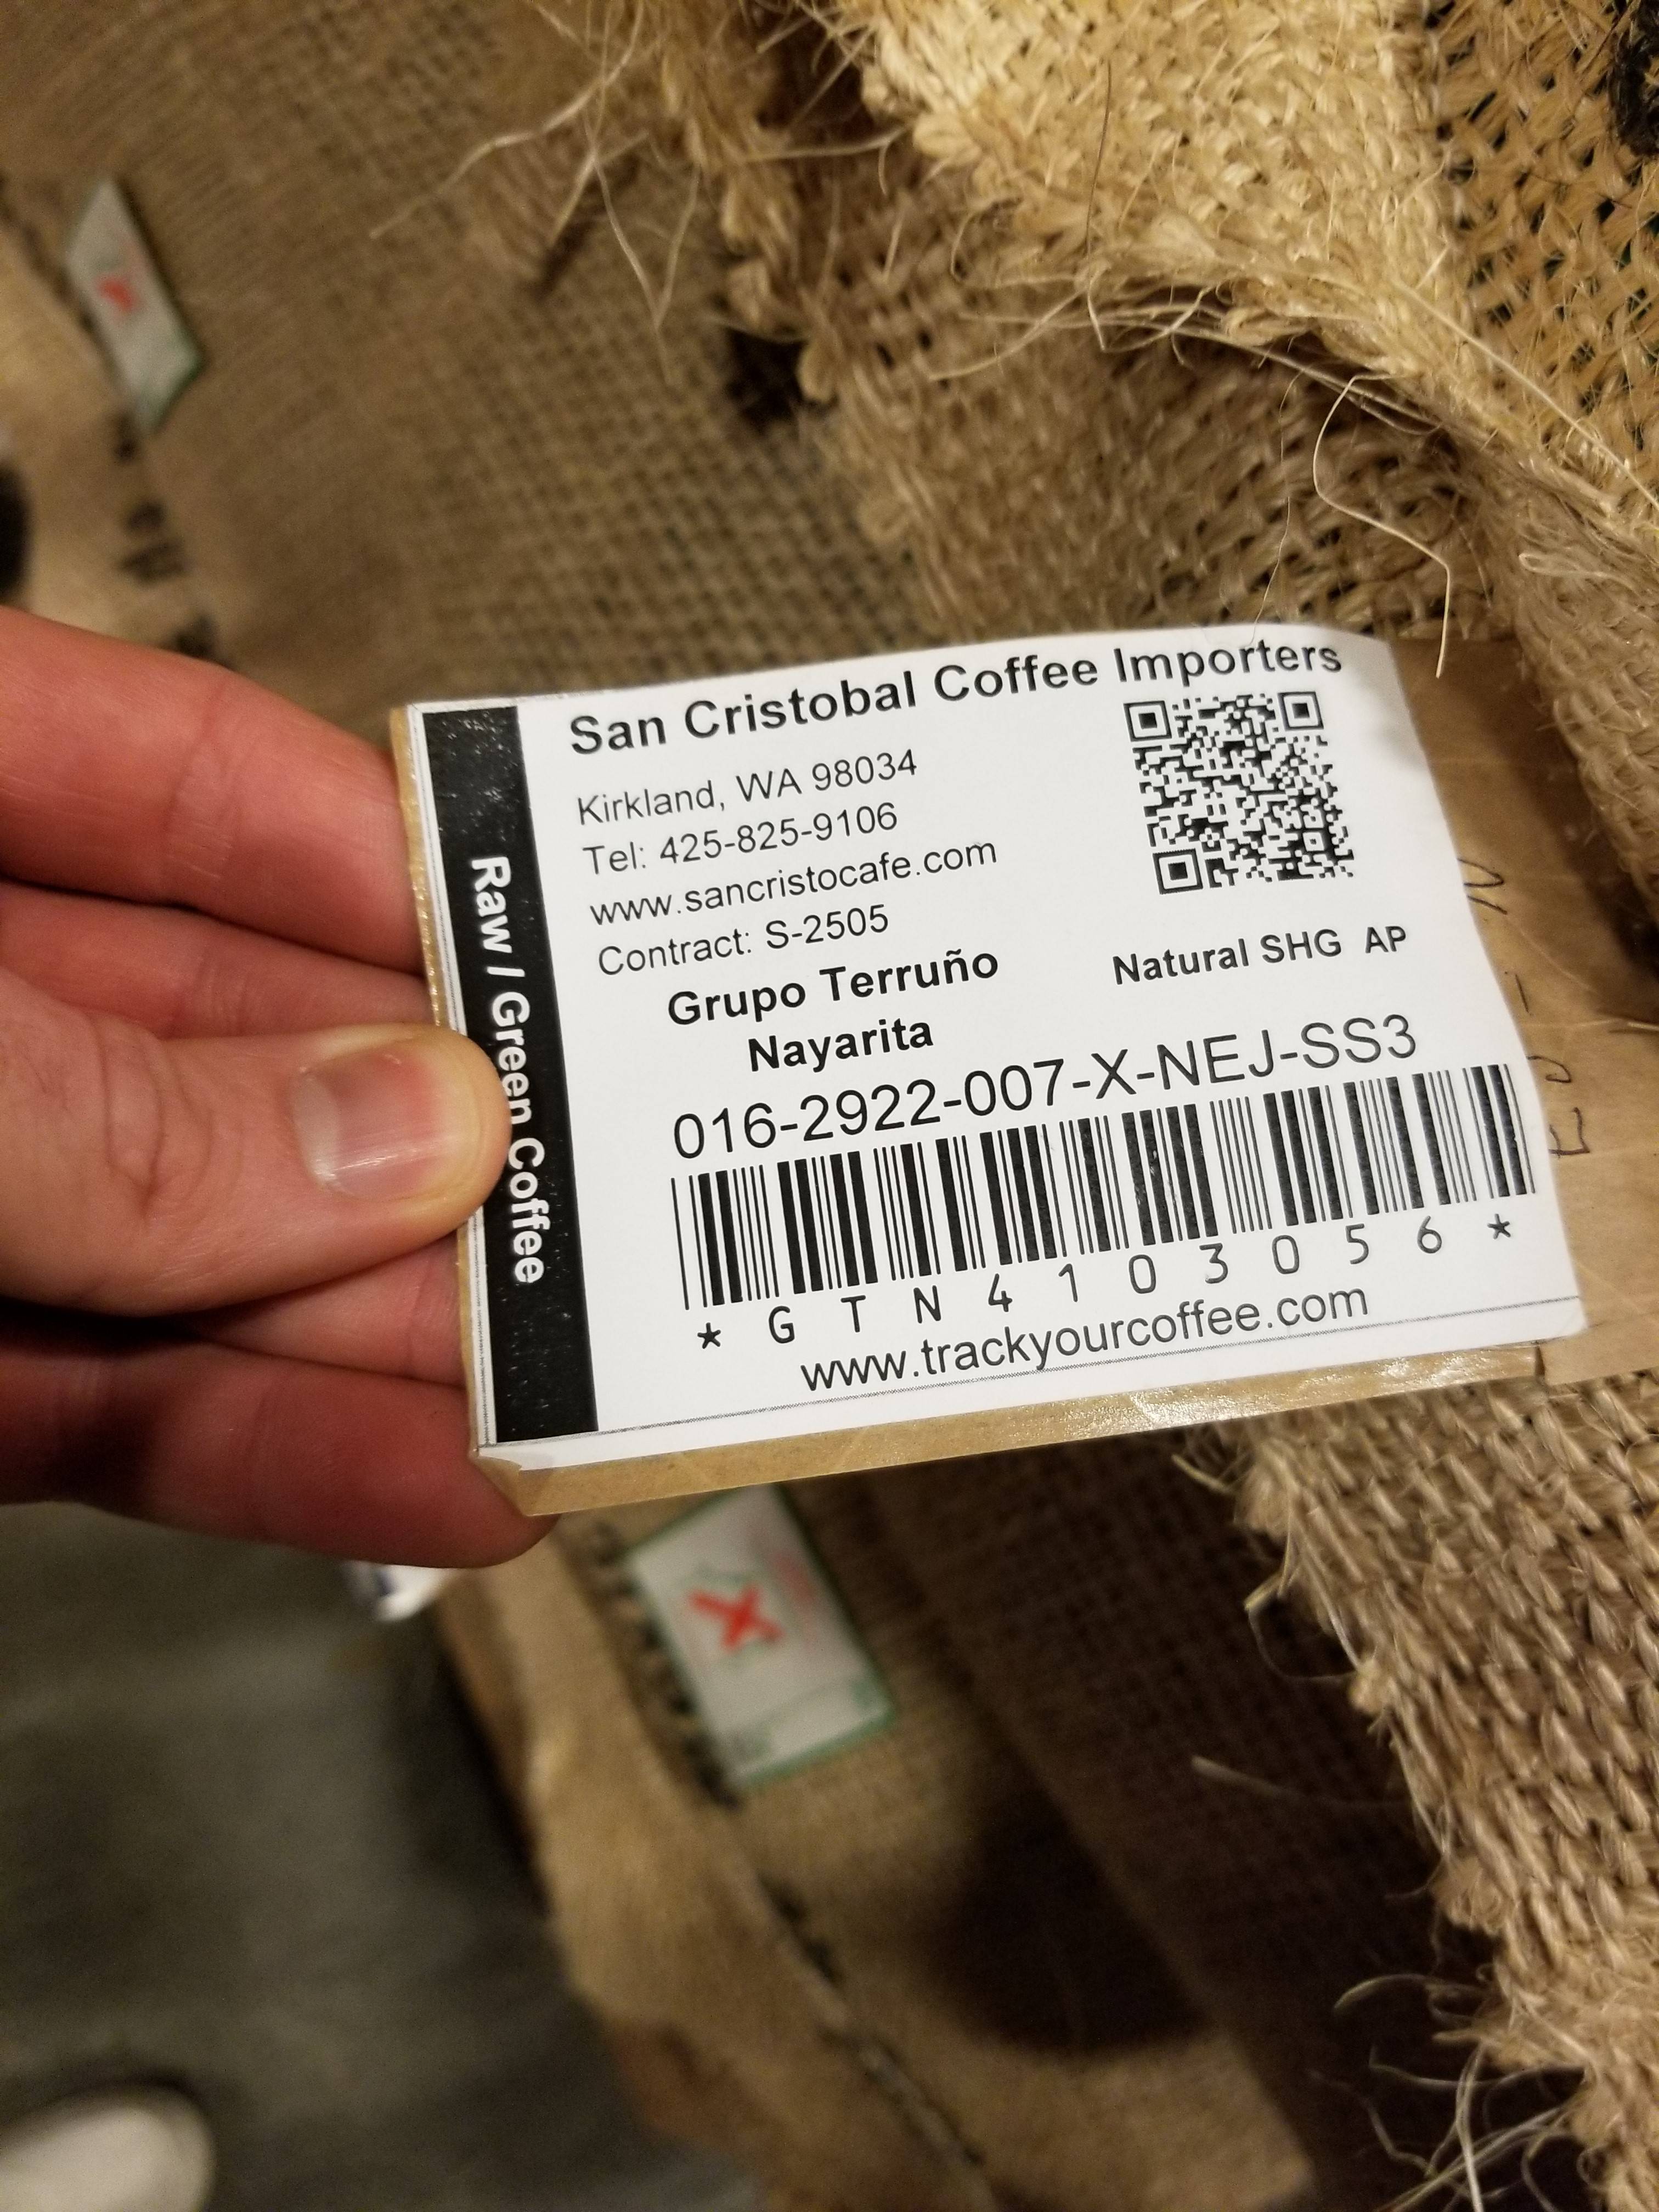 San Cristobal Coffee Importers
Kirkland, WA 98034
Tel: 425-825-9106
www.sancristocafe.com
Contract: S-2505
Grupo Terruño
Nayarita
Natural SHG AP
016-2922-007-X-NEJ-SS3
* G T N 4 1 0 3 0 5 6 *
www.trackyourcoffee.com
Raw / Green Coffee